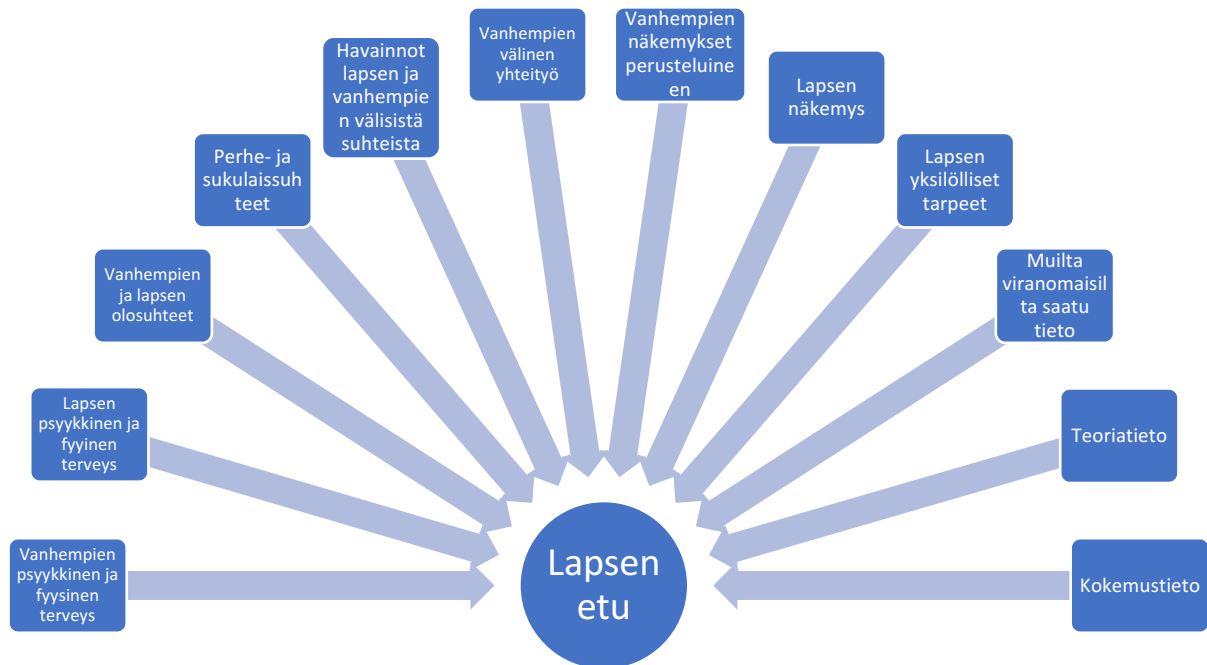 Vanhempien
psyykkinen ja
fyysinen
terveys
Lapsen
psyykkinen ja
fyyinen
terveys
Vanhempien
ja lapsen
olosuhteet
Perhe- ja
sukulaissuh
teet
Havainnot
lapsen ja
vanhempie
n välisistä
suhteista
Vanhempien
välinen
yhteityö
Vanhempien
näkemykset
perusteluine
en
Lapsen
näkemys
Lapsen
yksilölliset
tarpeet
Muilta
viranomaisil
ta saatu
tieto
Teoriatieto
Kokemustieto
Lapsen
etu